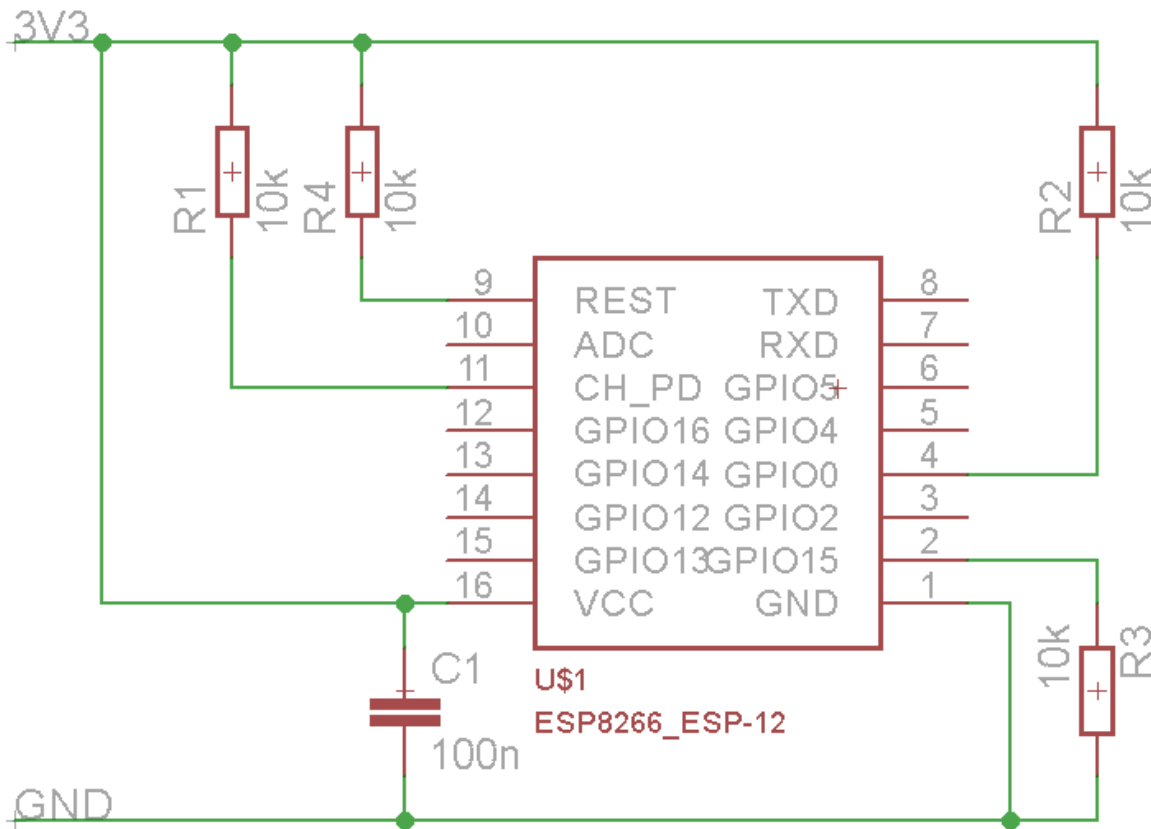 3V3
R1
10k
R4
10k
R2
10k
9
REST
TXD
8
10
ADC
RXD
7
11
CH_PD
GPIO5
6
12
GPIO16
GPIO4
5
13
GPIO14
GPIO0
4
14
GPIO12
GPIO2
3
15
GPIO13
GPIO15
2
16
VCC
GND
1
C1
100n
U$1
ESP8266_ESP-12
10k
R3
GND